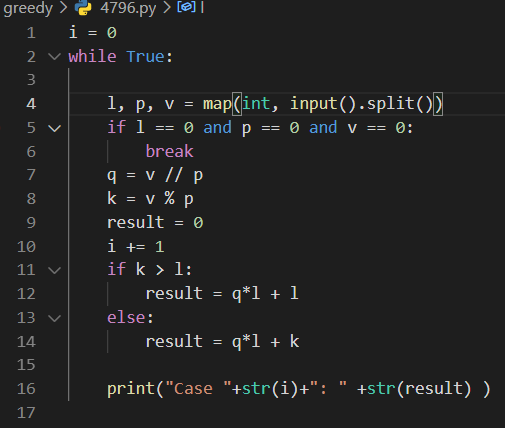 greedy > 4796.py > l
1 i = 0
2 while True:
3
4     l, p, v = map(int, input().split())
5     if l == 0 and p == 0 and v == 0:
6         break
7     q = v // p
8     k = v % p
9     result = 0
10     i += 1
11     if k > l:
12         result = q*l + l
13     else:
14         result = q*l + k
15
16     print("Case "+str(i)+": " +str(result) )
17